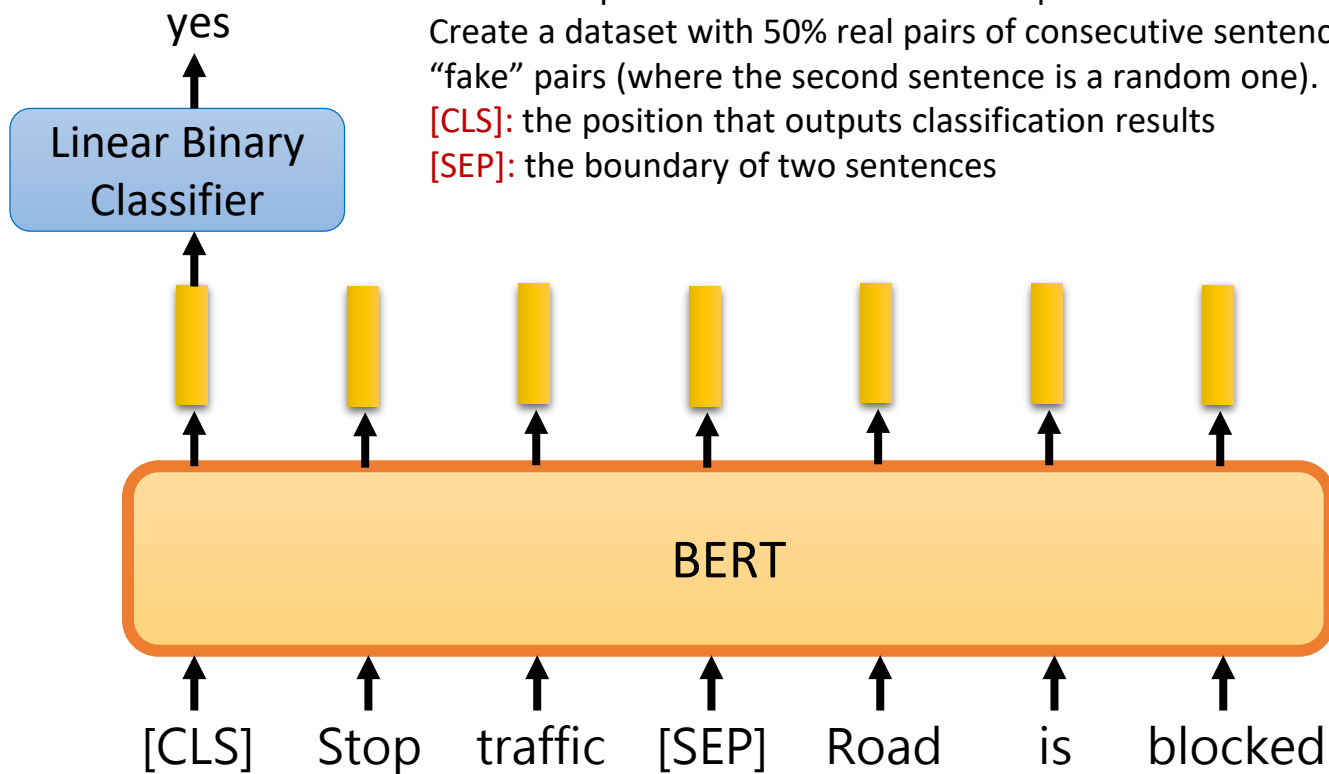 yes
Create a dataset with 50% real pairs of consecutive
“fake” pairs (where the second sentence is a random one).
[CLS]: the position that outputs classification results
[SEP]: the boundary of two sentences
Linear Binary
Classifier
BERT
[CLS] Stop traffic [SEP] Road is blocked